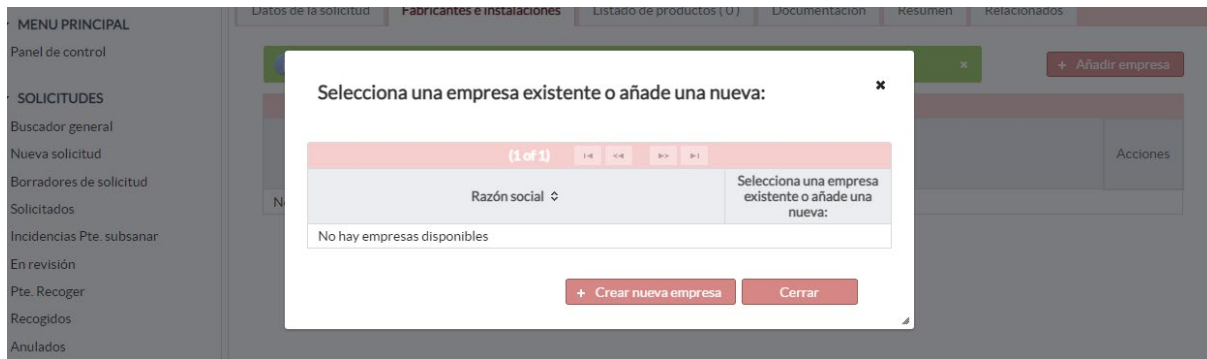 MENU PRINCIPAL
Panel de control
SOLICITUDES
Buscador general
Nueva solicitud
Borradores de solicitud
Solicitados
Incidencias Pte. subsanar
En revisión
Pte. Recoger
Recogidos
Anulados
Datos de la solicitud
Fabricantes e instalaciones
Listado de productos ( 0 )
Documentación
Resumen
Relacionados
+ Añadir empresa
Acciones
Selecciona una empresa existente o añade una nueva:
(1 of 1)
Razón social
Selecciona una empresa
existente o añade una
nueva:
No hay empresas disponibles
+ Crear nueva empresa
Cerrar